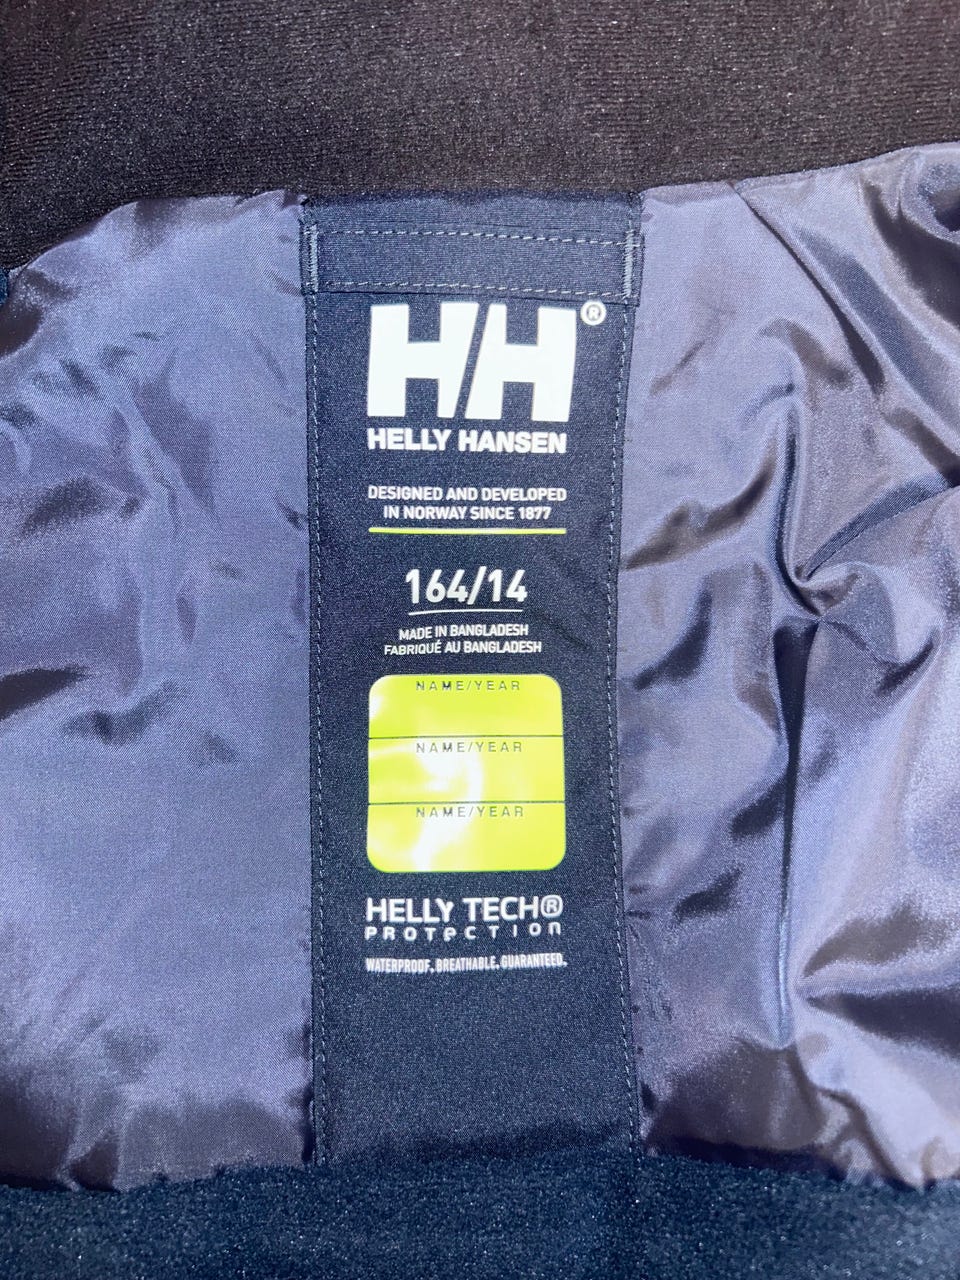 HH®
HELLY HANSEN
DESIGNED AND DEVELOPED
IN NORWAY SINCE 1877
164/14
MADE IN BANGLADESH
FABRIQUÉ AU BANGLADESH
NAME/YEAR
NAME/YEAR
NAME/YEAR
HELLY TECH®
PROTECTION
WATERPROOF. BREATHABLE. GUARANTEED.